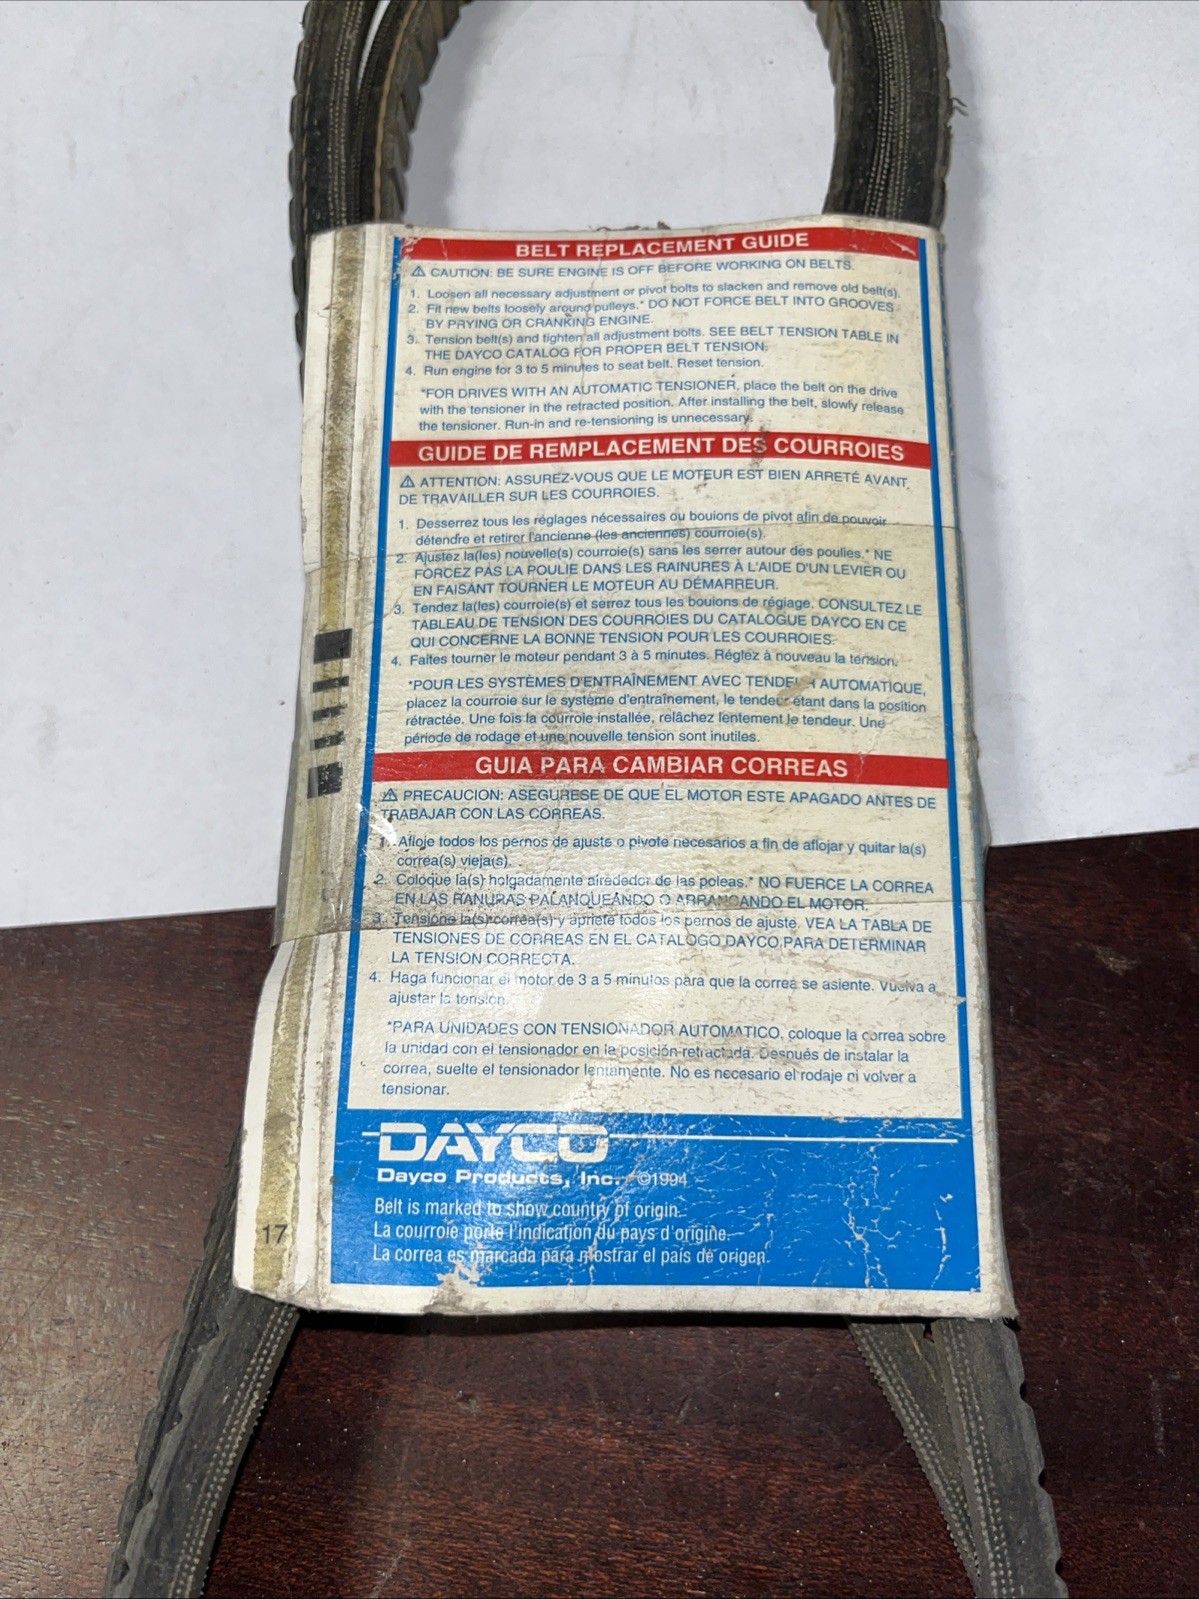 BELT REPLACEMENT GUIDE
⚠ CAUTION: BE SURE ENGINE IS OFF BEFORE WORKING ON BELTS.
1. Loosen all necessary adjustment or pivot bolts to slacken and remove old belt(s).
2. Fit new belts loosely around pulleys.* DO NOT FORCE BELT INTO GROOVES
BY PRYING OR CRANKING ENGINE.
3. Tension belt(s) and tighten all adjustment bolts. SEE BELT TENSION TABLE IN
THE DAYCO CATALOG FOR PROPER BELT TENSION.
4. Run engine for 3 to 5 minutes to seat belt. Reset tension.
*FOR DRIVES WITH AN AUTOMATIC TENSIONER, place the belt on the drive
with the tensioner in the retracted position. After installing the belt, slowly release
the tensioner. Run-in and re-tensioning is unnecessary.
GUIDE DE REMPLACEMENT DES COURROIES
⚠ ATTENTION: ASSUREZ-VOUS QUE LE MOTEUR EST BIEN ARRETÉ AVANT
DE TRAVAILLER SUR LES COURROIES.
1. Desserrez tous les réglages nécessaires ou bouions de pivot afin de pouvoir
détendre et retirer l'ancienne (les anciennes) courroie(s).
2. Ajustez la(les) nouvelle(s) courroie(s) sans les serrer autour des poulies.* NE
FORCEZ PAS LA POULIE DANS LES RAINURES À L'AIDE D'UN LEVIER OU
EN FAISANT TOURNER LE MOTEUR AU DÉMARREUR.
3. Tendez la(les) courroie(s) et serrez tous les bouions de réglage. CONSULTEZ LE
TABLEAU DE TENSION DES COURROIES DU CATALOGUE DAYCO EN CE
QUI CONCERNE LA BONNE TENSION POUR LES COURROIES.
4. Faites tourner le moteur pendant 3 à 5 minutes. Réglez à nouveau la tension.
*POUR LES SYSTÈMES D'ENTRAÎNEMENT AVEC AUTOMATIQUE,
placez la courroie sur le système d'entraînement, le tendeur étant dans la position
rétractée. Une fois la courroie installée, relâchez lentement le tendeur. Une
période de rodage et une nouvelle tension sont inutiles.
GUIA PARA CAMBIAR CORREAS
⚠ PRECAUCION: ASEGURESE DE QUE EL MOTOR ESTE APAGADO ANTES DE
TRABAJAR CON LAS CORREAS.
1. Afloje todos los pernos de ajuste o pivote necesarios a fin de aflojar y quitar la(s)
correa(s) vieja(s).
2. Coloque la(s) holgadamente alrededor de las poleas.* NO FUERCE LA CORREA
EN LAS RANURAS PALANQUEANDO O ARRANCANDO EL MOTOR.
3. Tensione la(s) correa(s) y apriete todos los pernos de ajuste. VEA LA TABLA DE
TENSIONES DE CORREAS EN EL CATALOGO DAYCO PARA DETERMINAR
LA TENSION CORRECTA.
4. Haga funcionar el motor de 3 a 5 minutos para que la correa se asiente. Vuelva a
ajustar la tension.
*PARA UNIDADES CON TENSIONADOR AUTOMATICO, coloque la correa sobre
la unidad con el tensionador en la posición retractada. Después de instalar la
correa, suelte el tensionador lentamente. No es necesario el rodaje ni volver a
tensionar.
DAYCO
Dayco Products, Inc. ©1994
Belt is marked to show country of origin.
La courroie porte l'indication du pays d'origine.
La correa es marcada para mostrar el país de origen.
17